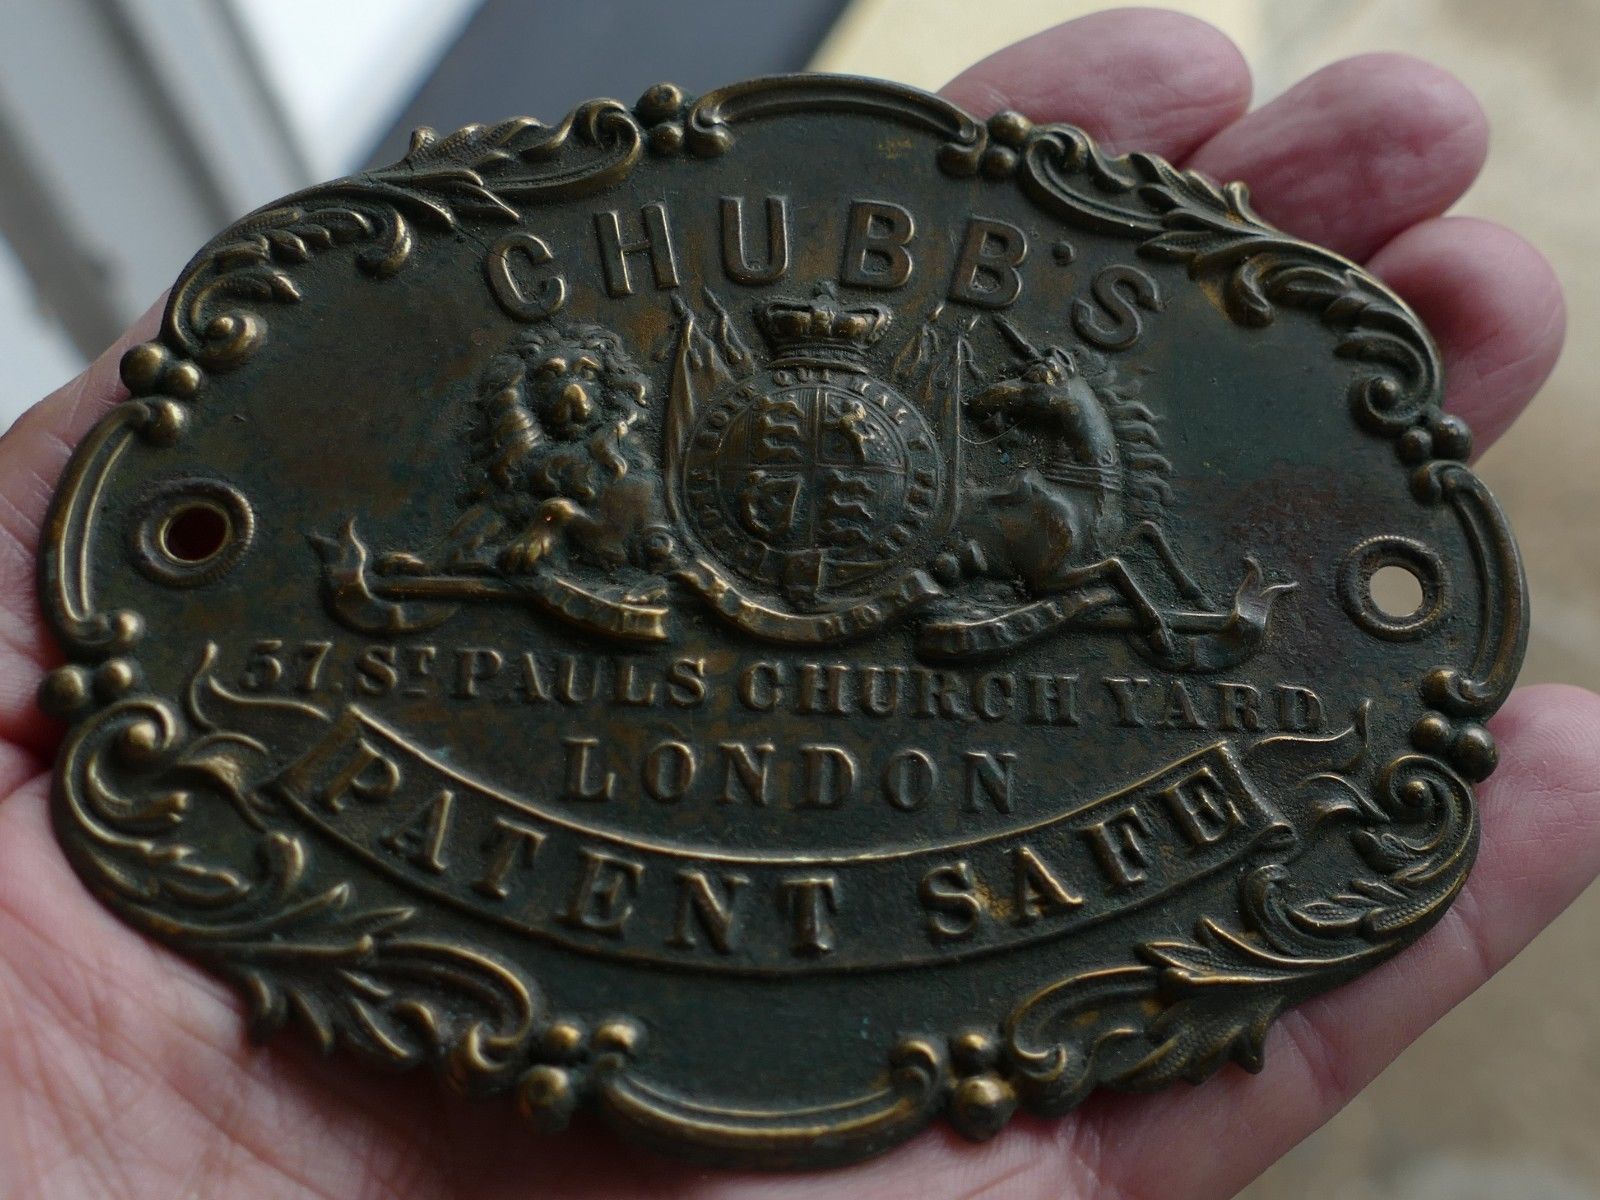 CHUBB'S
57. ST PAULS CHURCH YARD
LONDON
PATENT SAFE